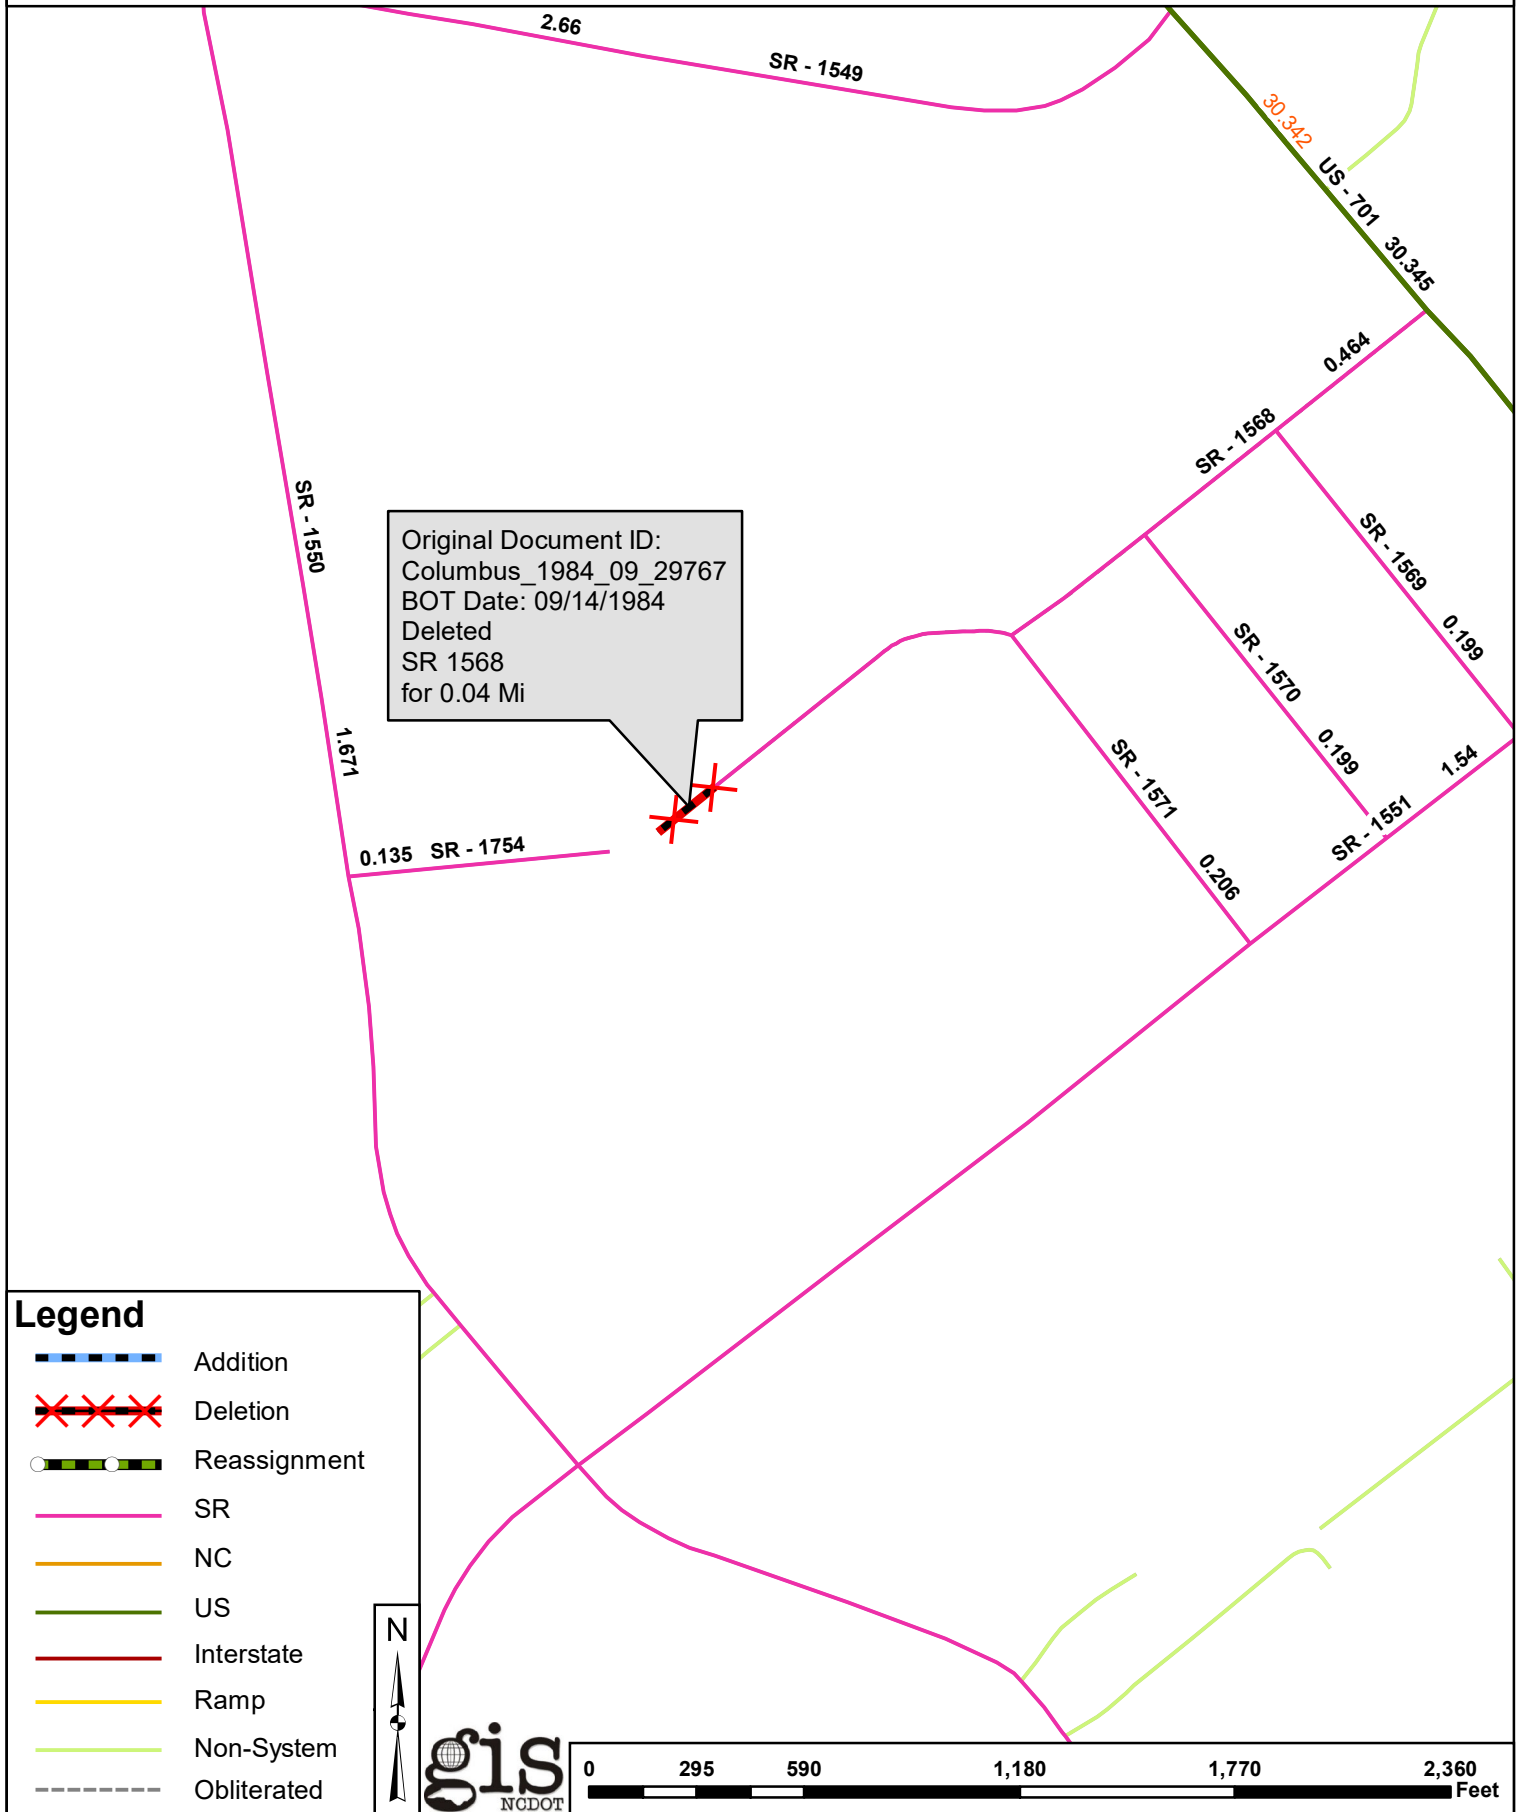 2.66
SR - 1549
30.342
US - 701
30.345
0.464
SR - 1568
SR - 1550
SR - 1569
0.199
Original Document ID:
Columbus_1984_09_29767
BOT Date: 09/14/1984
Deleted
SR 1568
for 0.04 Mi
SR - 1570
0.199
1.671
SR - 1571
0.206
1.54
SR - 1551
0.135 SR - 1754
Legend
Addition
Deletion
Reassignment
SR
NC
US
Interstate
Ramp
Non-System
Obliterated
N
gis
NCDOT
0 295 590 1,180 1,770 2,360
Feet